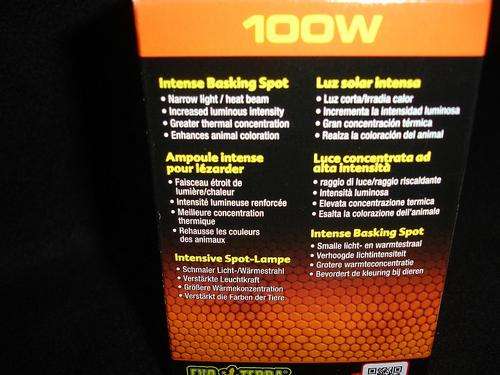 100W
Intense Basking Spot
• Narrow light / heat beam
• Increased luminous intensity
• Greater thermal concentration
• Enhances animal coloration
Ampoule intense
pour lézarder
• Faisceau étroit de
lumière/chaleur
• Intensité lumineuse renforcée
• Meilleure concentration
thermique
• Rehausse les couleurs
des animaux
Intensive Spot-Lampe
• Schmaler Licht-/Wärmestrahl
• Verstärkte Leuchtkraft
• Größere Wärmekonzentration
• Verstärkt die Farben der Tiere
Luz solar intensa
• Luz corta/Irradia calor
• Incrementa la intensidad luminosa
• Gran concentración térmica
• Realza la coloración del animal
Luce concentrata ad
alta intensità
• raggio di luce/raggio riscaldante
• Intensità luminosa
• Elevata concentrazione termica
• Esalta la colorazione dell'animale
Intense Basking Spot
• Smalle licht- en warmtestraal
• Verhoogde lichtintensiteit
• Grotere warmteconcentratie
• Bevordert de kleuring bij dieren
EXO TERRA